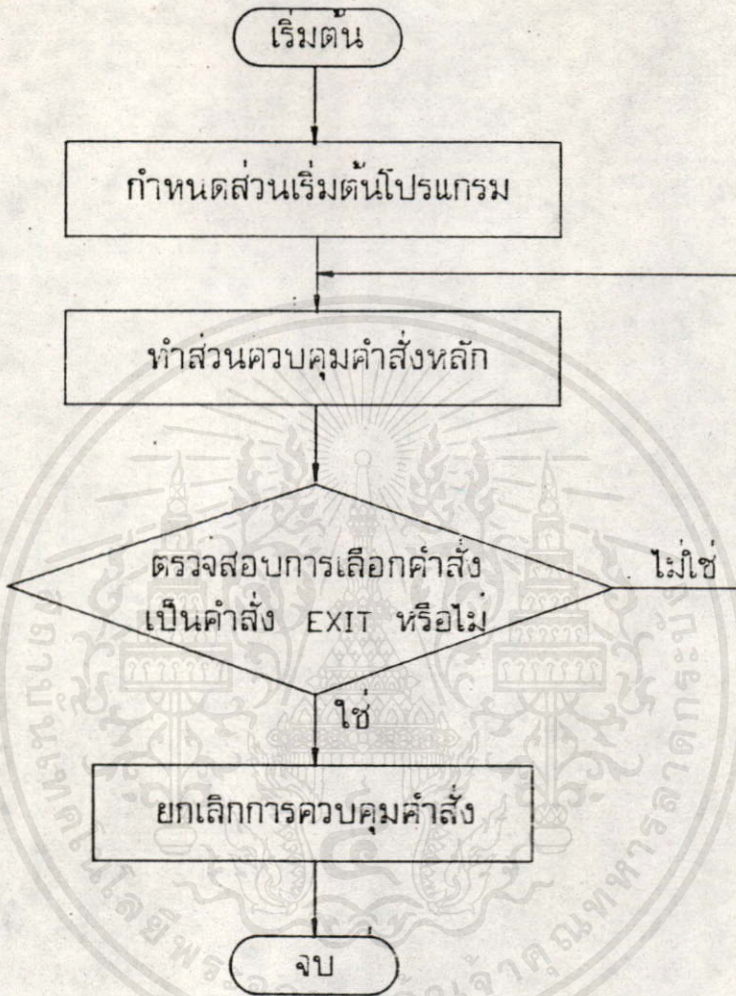 เริ่มต้น
กำหนดส่วนเริ่มต้นโปรแกรม
ทำส่วนควบคุมคำสั่งหลัก
ตรวจสอบการเลือกคำสั่ง
เป็นคำสั่ง EXIT หรือไม่
ไม่ใช่
ใช่
ยกเลิกการควบคุมคำสั่ง
จบ